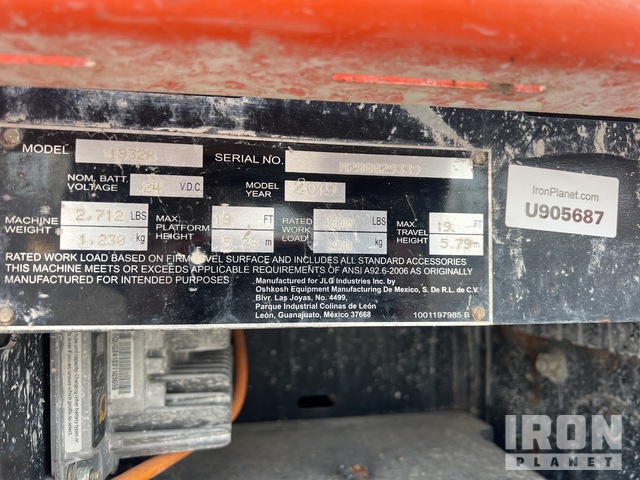 MODEL 1932R
SERIAL NO.
NOM. BATT. VOLTAGE 24 V.D.C.
MODEL YEAR 2019
MACHINE WEIGHT 2,712 LBS
1,230 kg
MAX. PLATFORM HEIGHT 19 FT
5.79 m
RATED WORK LOAD LBS
kg
MAX. TRAVEL HEIGHT 19 FT
5.79 m
RATED WORK LOAD BASED ON FIRM LEVEL SURFACE AND INCLUDES ALL STANDARD ACCESSORIES
THIS MACHINE MEETS OR EXCEEDS APPLICABLE REQUIREMENTS OF ANSI A92.6-2006 AS ORIGINALLY
MANUFACTURED FOR INTENDED PURPOSES
Manufactured for JLG Industries Inc. by
Oshkosh Equipment Manufacturing De Mexico, S. De R.L. de C.V.
Blvr. Las Joyas, No. 4499,
Parque Industrial Colinas de León
León, Guanajuato, México 37668
1001197985 B
IronPlanet.com
U905687
IRON
PLANET